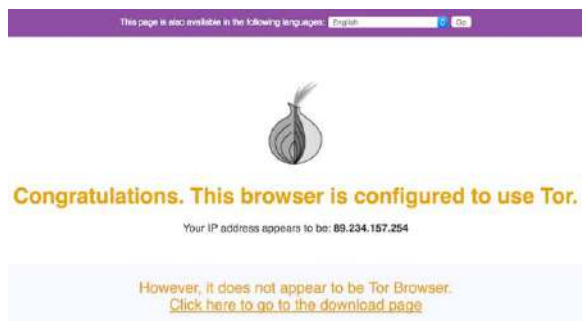 This page is also available in the following languages: English Go
Congratulations. This browser is configured to use Tor.
Your IP address appears to be: 89.234.157.254
However, it does not appear to be Tor Browser.
Click here to go to the download page